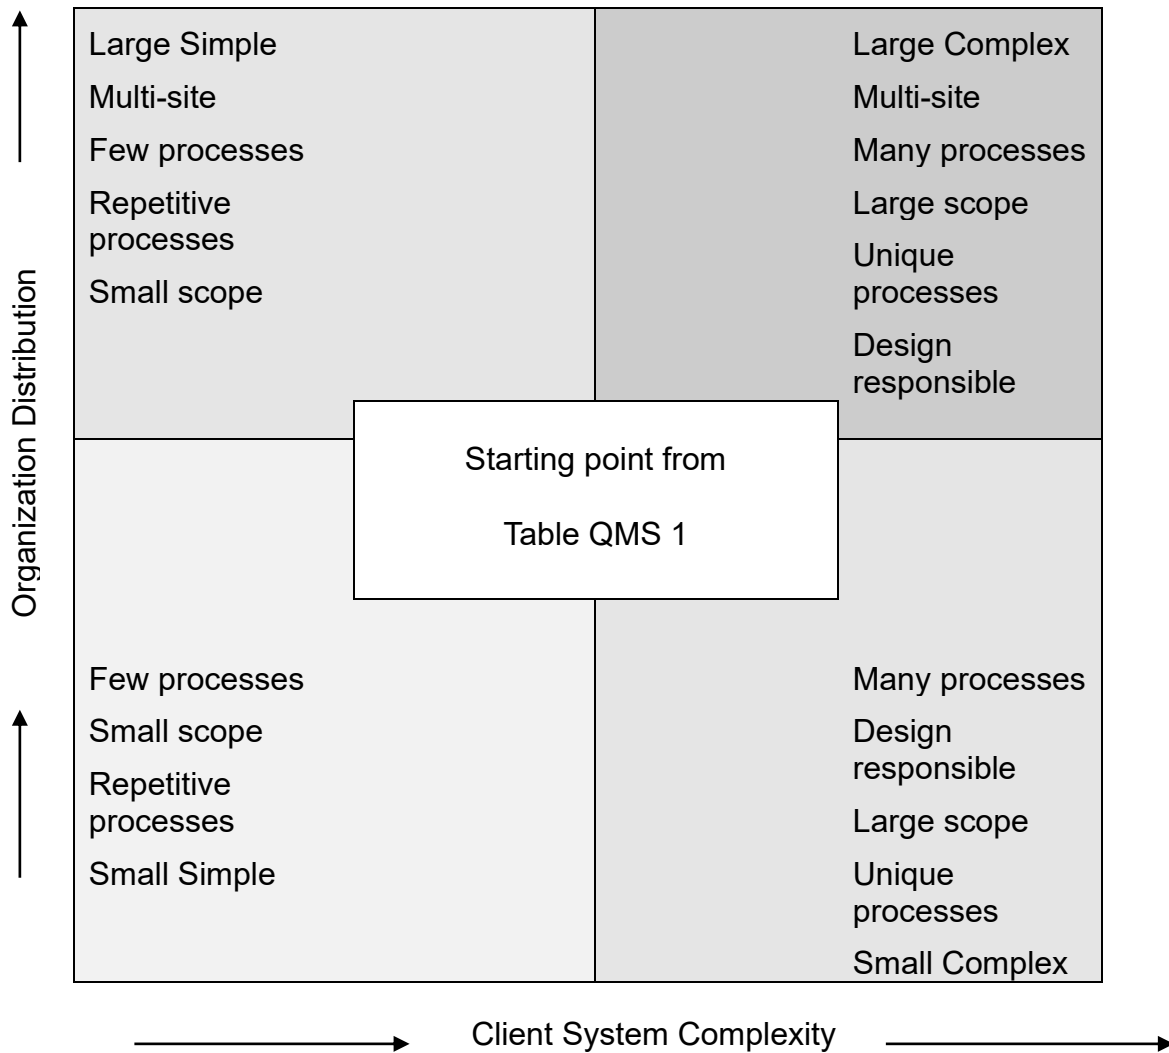 Large Simple
Multi-site
Few processes
Repetitive
processes
Small scope
Large Complex
Multi-site
Many processes
Large scope
Unique
processes
Design
responsible
Organization Distribution
Starting point from
Table QMS 1
Few processes
Small scope
Repetitive
processes
Small Simple
Many processes
Design
responsible
Large scope
Unique
processes
Small Complex
Client System Complexity